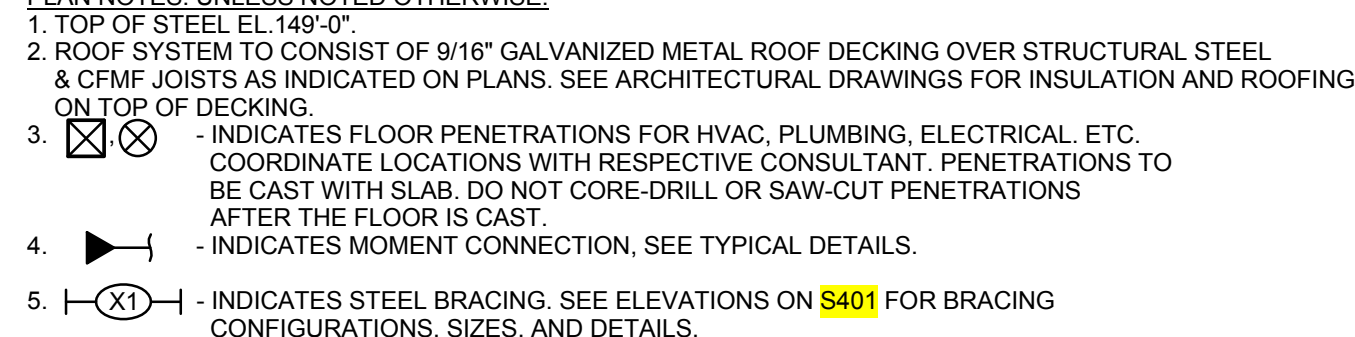 PLAN NOTES: UNLESS NOTED OTHERWISE:
1. TOP OF STEEL EL.149'-0".
2. ROOF SYSTEM TO CONSIST OF 9/16" GALVANIZED METAL ROOF DECKING OVER STRUCTURAL STEEL
& CFMF JOISTS AS INDICATED ON PLANS. SEE ARCHITECTURAL DRAWINGS FOR INSULATION AND ROOFING
ON TOP OF DECKING.
3. , - INDICATES FLOOR PENETRATIONS FOR HVAC, PLUMBING, ELECTRICAL. ETC.
COORDINATE LOCATIONS WITH RESPECTIVE CONSULTANT. PENETRATIONS TO
BE CAST WITH SLAB. DO NOT CORE-DRILL OR SAW-CUT PENETRATIONS
AFTER THE FLOOR IS CAST.
4. - INDICATES MOMENT CONNECTION, SEE TYPICAL DETAILS.
5. X1 - INDICATES STEEL BRACING. SEE ELEVATIONS ON S401 FOR BRACING
CONFIGURATIONS, SIZES, AND DETAILS.